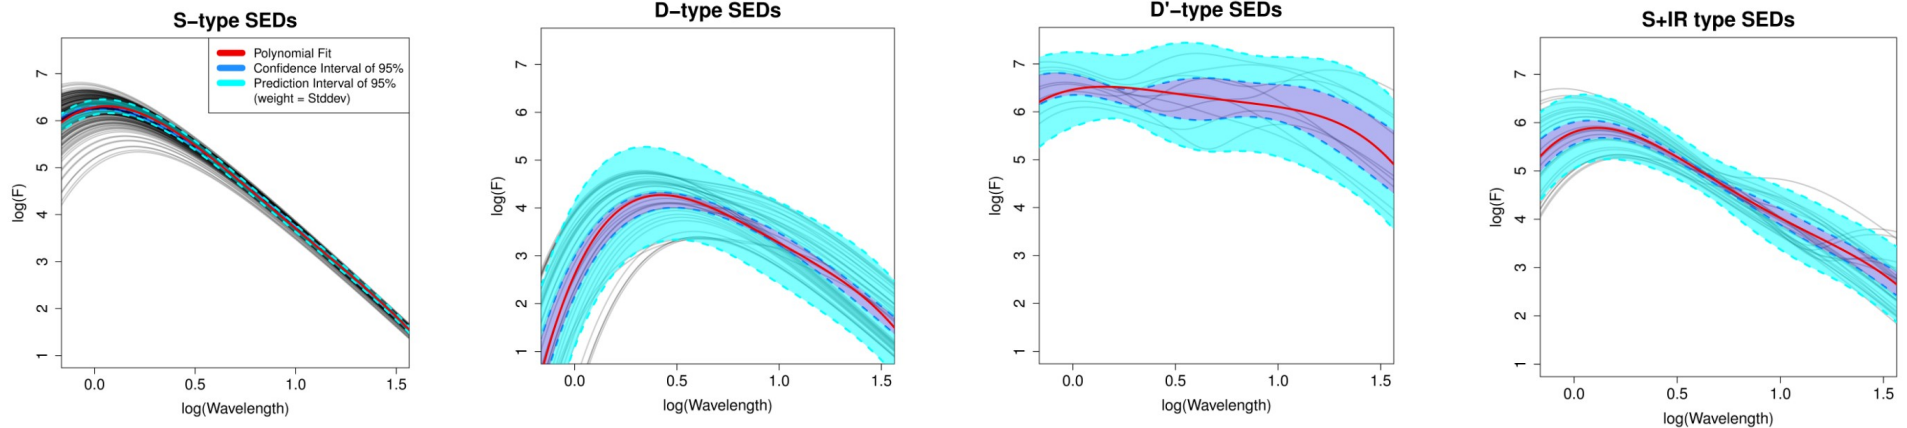 S−type SEDs
Polynomial Fit
Confidence Interval of 95%
Prediction Interval of 95%
(weight = Stddev)
log(F)
7
6
5
4
3
2
1
0.0 0.5 1.0 1.5
log(Wavelength)
D−type SEDs
log(F)
7
6
5
4
3
2
1
0.0 0.5 1.0 1.5
log(Wavelength)
D'−type SEDs
log(F)
7
6
5
4
3
2
1
0.0 0.5 1.0 1.5
log(Wavelength)
S+IR type SEDs
log(F)
7
6
5
4
3
2
1
0.0 0.5 1.0 1.5
log(Wavelength)